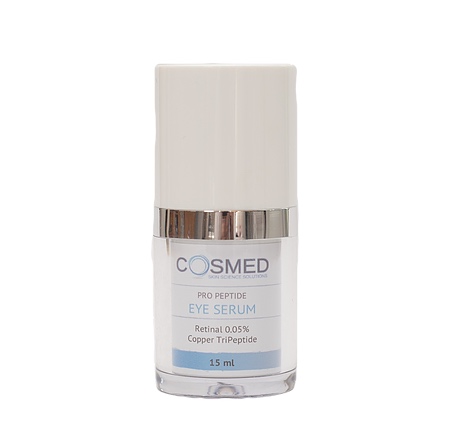 COSMED
SKIN SCIENCE SOLUTIONS
PRO PEPTIDE
EYE SERUM
Retinal 0.05%
Copper TriPeptide
15 ml